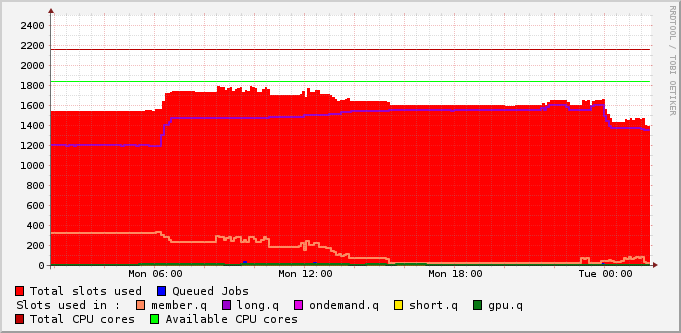 RRDTOOL / TOBI OETIKER
2400
2200
2000
1800
1600
1400
1200
1000
800
600
400
200
0
Mon 06:00 Mon 12:00 Mon 18:00 Tue 00:00
Total slots used Queued Jobs
Slots used in : member.q long.q ondemand.q short.q gpu.q
Total CPU cores Available CPU cores